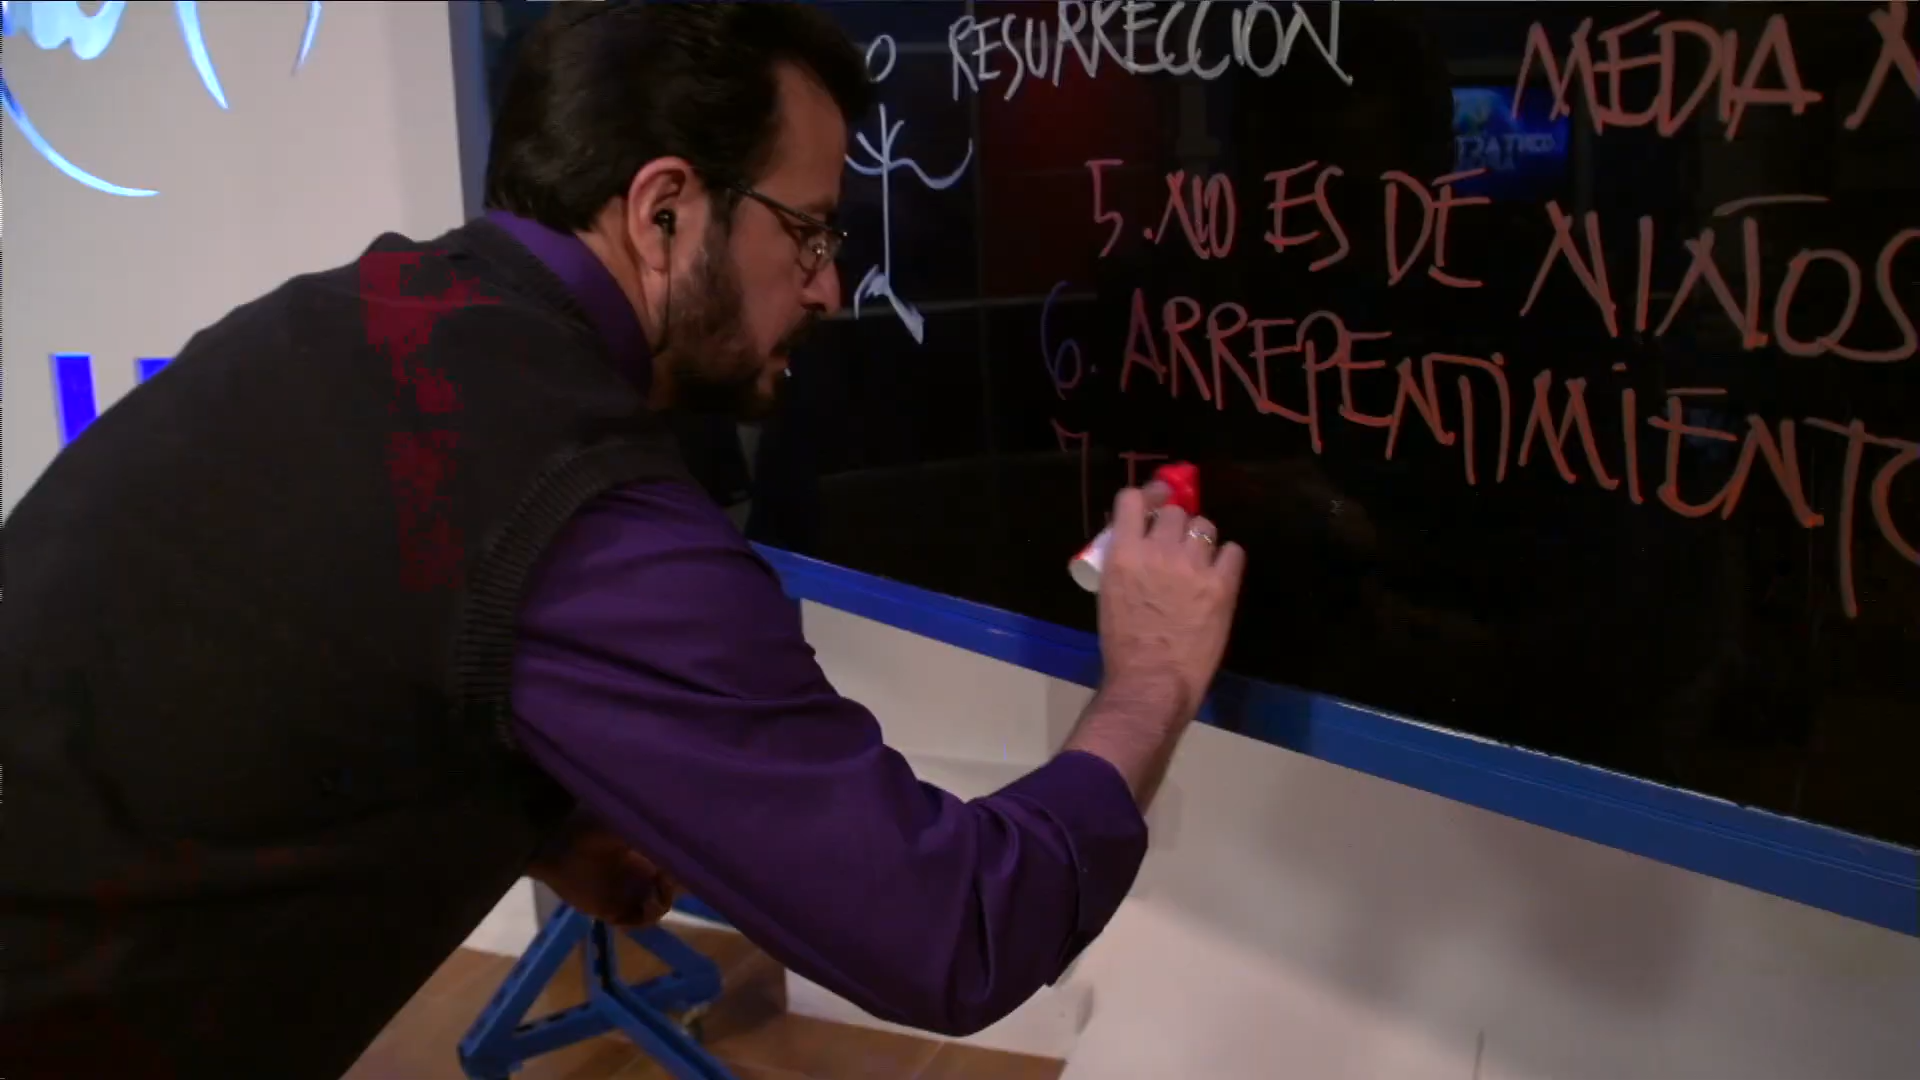 RESURRECCION
MEDIA
5. NO ES DE NIÑOS
6. ARREPENTIMIENTO
7.